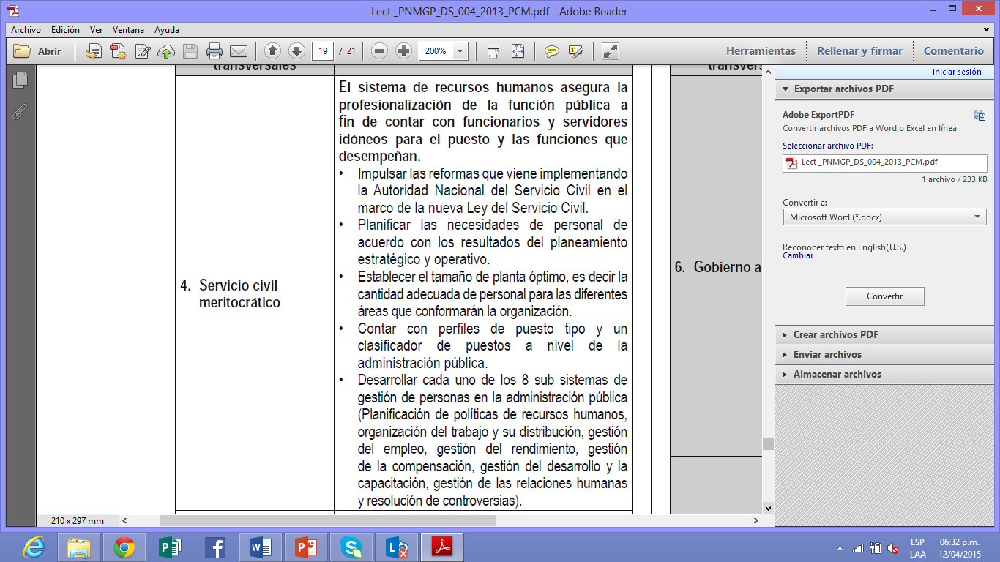 Lect _PNMGP_DS_004_2013_PCM.pdf - Adobe Reader
Archivo Edición Ver Ventana Ayuda
Abrir 19 / 21 200% Herramientas Rellenar y firmar Comentario
transversales
El sistema de recursos humanos asegura la
profesionalización de la función pública a
fin de contar con funcionarios y servidores
idóneos para el puesto y las funciones que
desempeñan.
• Impulsar las reformas que viene implementando
la Autoridad Nacional del Servicio Civil en el
marco de la nueva Ley del Servicio Civil.
• Planificar las necesidades de personal de
acuerdo con los resultados del planeamiento
estratégico y operativo.
4. Servicio civil
meritocrático
• Establecer el tamaño de planta óptimo, es decir la
cantidad adecuada de personal para las diferentes
áreas que conformarán la organización.
• Contar con perfiles de puesto tipo y un
clasificador de puestos a nivel de la
administración pública.
• Desarrollar cada uno de los 8 sub sistemas de
gestión de personas en la administración pública
(Planificación de políticas de recursos humanos,
organización del trabajo y su distribución, gestión
del empleo, gestión del rendimiento, gestión
de la compensación, gestión del desarrollo y la
capacitación, gestión de las relaciones humanas
y resolución de controversias).
6. Gobierno a
Iniciar sesión
Exportar archivos PDF
Adobe ExportPDF
Convertir archivos PDF a Word o Excel en línea
Seleccionar archivo PDF:
Lect _PNMGP_DS_004_2013_PCM.pdf
1 archivo / 233 KB
Convertir a:
Microsoft Word (*.docx)
Reconocer texto en English(U.S.)
Cambiar
Convertir
Crear archivos PDF
Enviar archivos
Almacenar archivos
210 x 297 mm
ESP 06:32 p.m.
LAA 12/04/2015